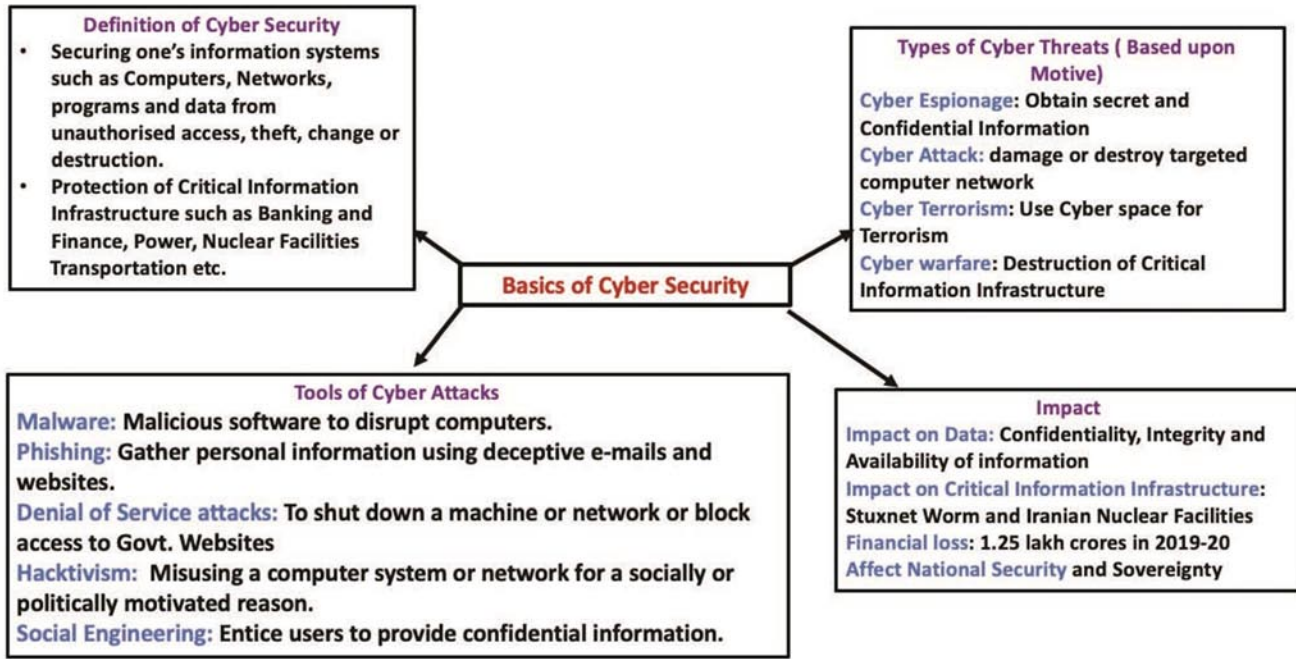 Definition of Cyber Security
• Securing one's information systems
such as Computers, Networks,
programs and data from
unauthorised access, theft, change or
destruction.
• Protection of Critical Information
Infrastructure such as Banking and
Finance, Power, Nuclear Facilities
Transportation etc.
Types of Cyber Threats ( Based upon
Motive)
Cyber Espionage: Obtain secret and
Confidential Information
Cyber Attack: damage or destroy targeted
computer network
Cyber Terrorism: Use Cyber space for
Terrorism
Cyber warfare: Destruction of Critical
Information Infrastructure
Basics of Cyber Security
Tools of Cyber Attacks
Malware: Malicious software to disrupt computers.
Phishing: Gather personal information using deceptive e-mails and
websites.
Denial of Service attacks: To shut down a machine or network or block
access to Govt. Websites
Hacktivism: Misusing a computer system or network for a socially or
politically motivated reason.
Social Engineering: Entice users to provide confidential information.
Impact
Impact on Data: Confidentiality, Integrity and
Availability of information
Impact on Critical Information Infrastructure:
Stuxnet Worm and Iranian Nuclear Facilities
Financial loss: 1.25 lakh crores in 2019-20
Affect National Security and Sovereignty